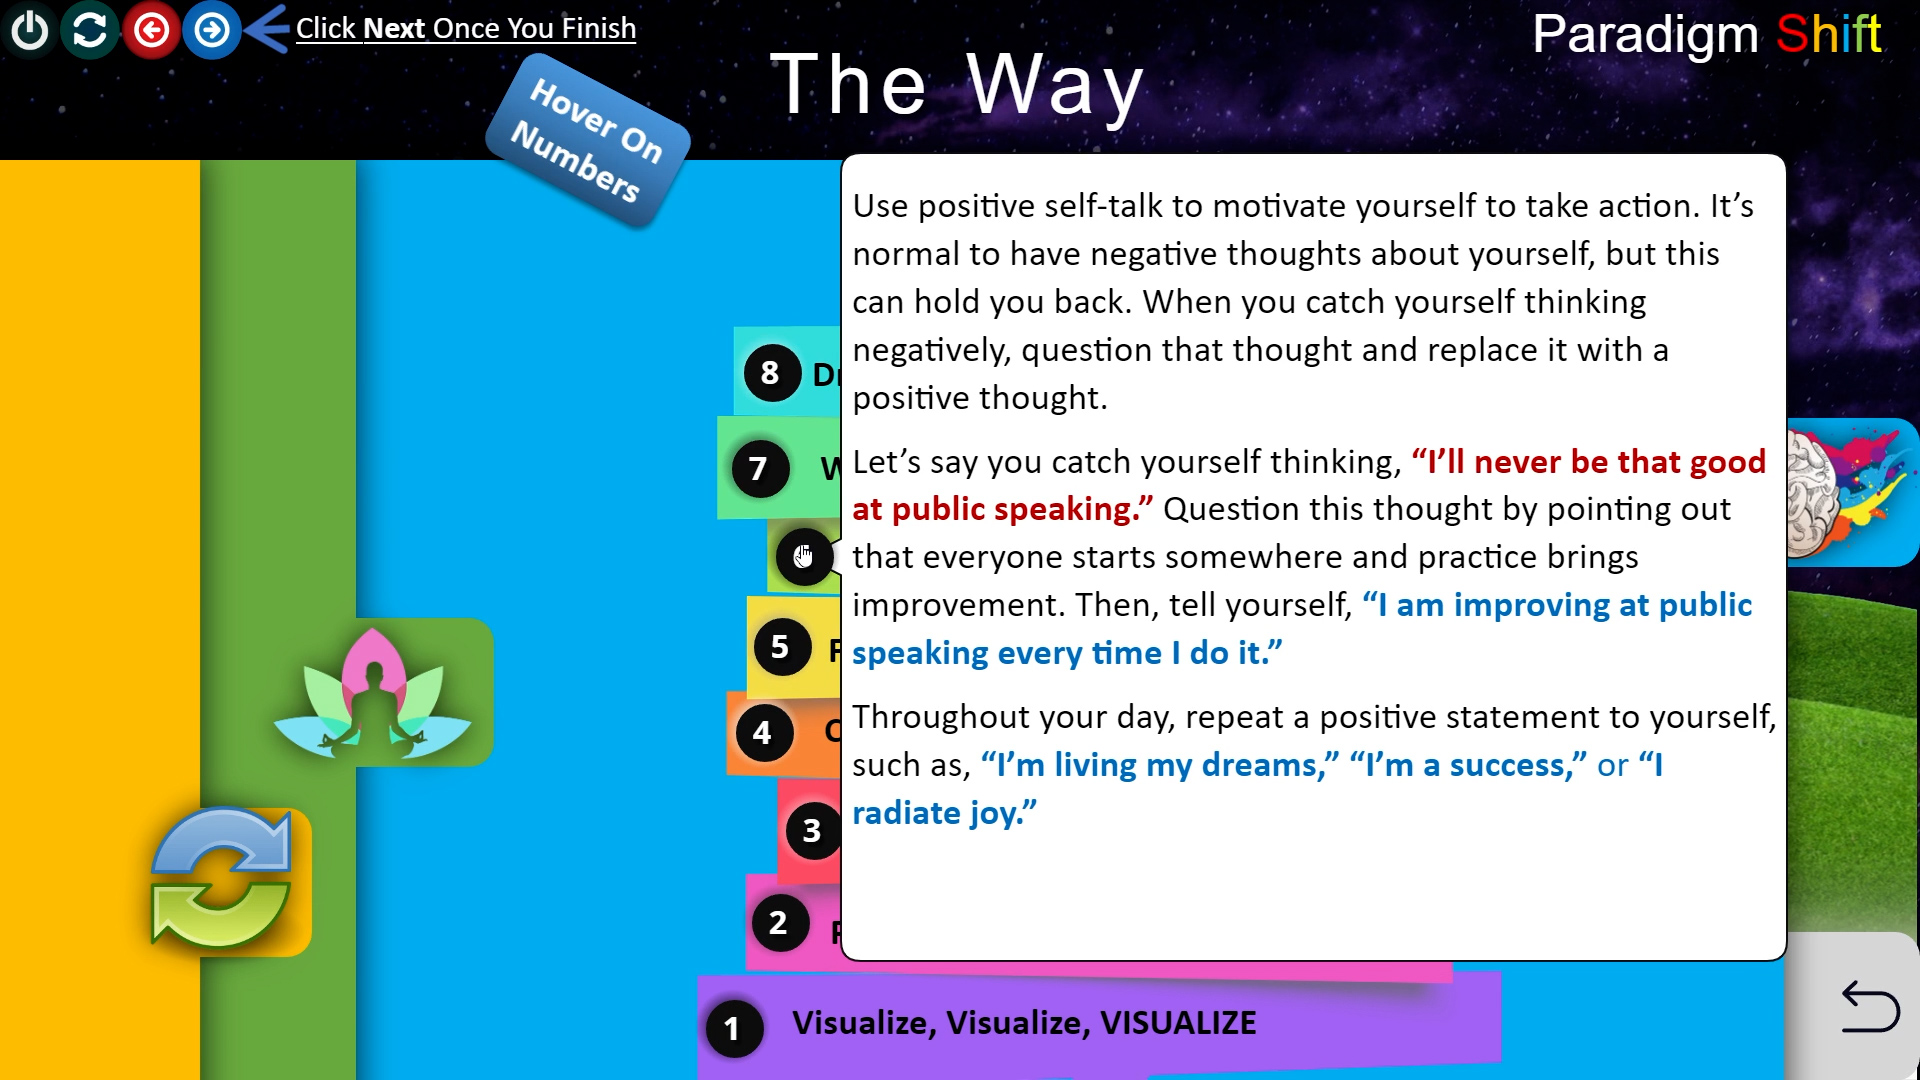 Click Next Once You Finish
Paradigm Shift
The Way
Hover On
Numbers
Use positive self-talk to motivate yourself to take action. It’s
normal to have negative thoughts about yourself, but this
can hold you back. When you catch yourself thinking
negatively, question that thought and replace it with a
positive thought.
Let’s say you catch yourself thinking, “I’ll never be that good
at public speaking.” Question this thought by pointing out
that everyone starts somewhere and practice brings
improvement. Then, tell yourself, “I am improving at public
speaking every time I do it.”
Throughout your day, repeat a positive statement to yourself,
such as, “I’m living my dreams,” “I’m a success,” or “I
radiate joy.”
8
7
5
4
3
2
1 Visualize, Visualize, VISUALIZE